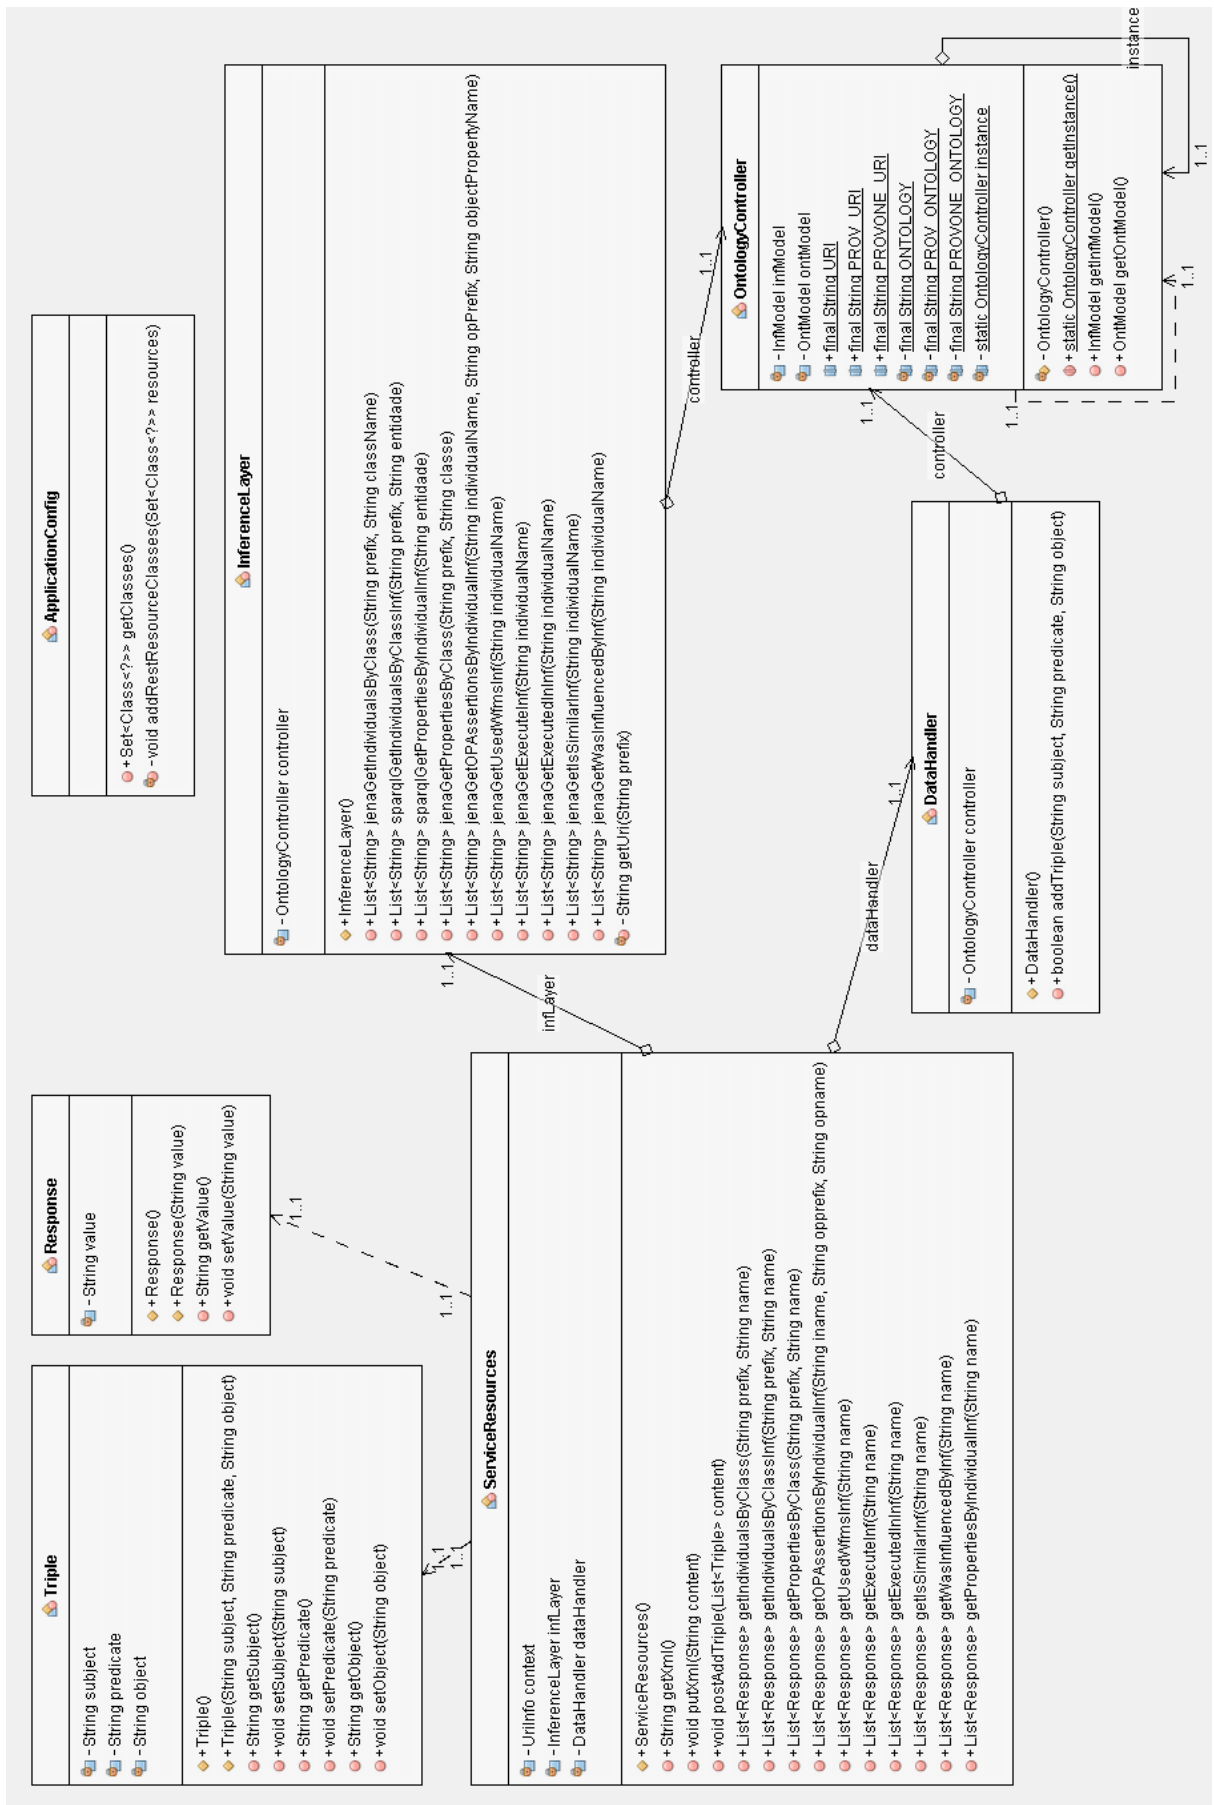 Triple
- String subject
- String predicate
- String object
+ Triple()
+ Triple(String subject, String predicate, String object)
+ String getSubject()
+ void setSubject(String subject)
+ String getPredicate()
+ void setPredicate(String predicate)
+ String getObject()
+ void setObject(String object)
Response
- String value
+ Response()
+ Response(String value)
+ String getValue()
+ void setValue(String value)
ApplicationConfig
+ Set<Class<?>> getClasses()
- void addRestResourceClasses(Set<Class<?>> resources)
1..1
1..1
1..1
1..1
InferenceLayer
- OntologyController controller
+ InferenceLayer()
+ List<String> jenaGetIndividualsByClass(String prefix, String className)
+ List<String> sparqlGetIndividualsByClassInf(String prefix, String entidade)
+ List<String> sparqlGetPropertiesByIndividualInf(String entidade)
+ List<String> jenaGetPropertiesByClass(String prefix, String classe)
+ List<String> jenaGetOPAssertionsByIndividualInf(String individualName, String opPrefix, String objectPropertyName)
+ List<String> jenaGetUsedWfmsInf(String individualName)
+ List<String> jenaGetExecuteInf(String individualName)
+ List<String> jenaGetExecutedInInf(String individualName)
+ List<String> jenaGetIsSimilarInf(String individualName)
+ List<String> jenaGetWasInfluencedByInf(String individualName)
- String getUri(String prefix)
1..1
infLayer
ServiceResources
- UriInfo context
- InferenceLayer infLayer
- DataHandler dataHandler
+ ServiceResources()
+ String getXml()
+ void putXml(String content)
+ void postAddTriple(List<Triple> content)
+ List<Response> getIndividualsByClass(String prefix, String name)
+ List<Response> getIndividualsByClassInf(String prefix, String name)
+ List<Response> getPropertiesByClass(String prefix, String name)
+ List<Response> getOPAssertionsByIndividualInf(String iname, String opprefix, String opname)
+ List<Response> getUsedWfmsInf(String name)
+ List<Response> getExecuteInf(String name)
+ List<Response> getExecutedInInf(String name)
+ List<Response> getIsSimilarInf(String name)
+ List<Response> getWasInfluencedByInf(String name)
+ List<Response> getPropertiesByIndividualInf(String name)
controller
1..1
OntologyController
- InfModel infModel
- OntModel ontModel
+ final String URI
+ final String PROV_URI
+ final String PROVONE_URI
- final String ONTOLOGY
- final String PROV_ONTOLOGY
- final String PROVONE_ONTOLOGY
- static OntologyController instance
- OntologyController()
+ static OntologyController getInstance()
+ InfModel getInfModel()
+ OntModel getOntModel()
dataHandler
1..1
controller
1..1
1..1
1..1
instance
1..1
DataHandler
- OntologyController controller
+ DataHandler()
+ boolean addTriple(String subject, String predicate, String object)